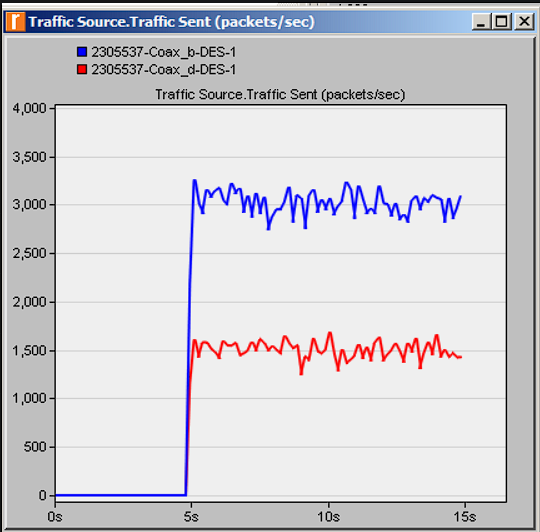 Traffic Source.Traffic Sent (packets/sec)
2305537-Coax_b-DES-1
2305537-Coax_d-DES-1
Traffic Source.Traffic Sent (packets/sec)
4,000
3,500
3,000
2,500
2,000
1,500
1,000
500
0
0s 5s 10s 15s